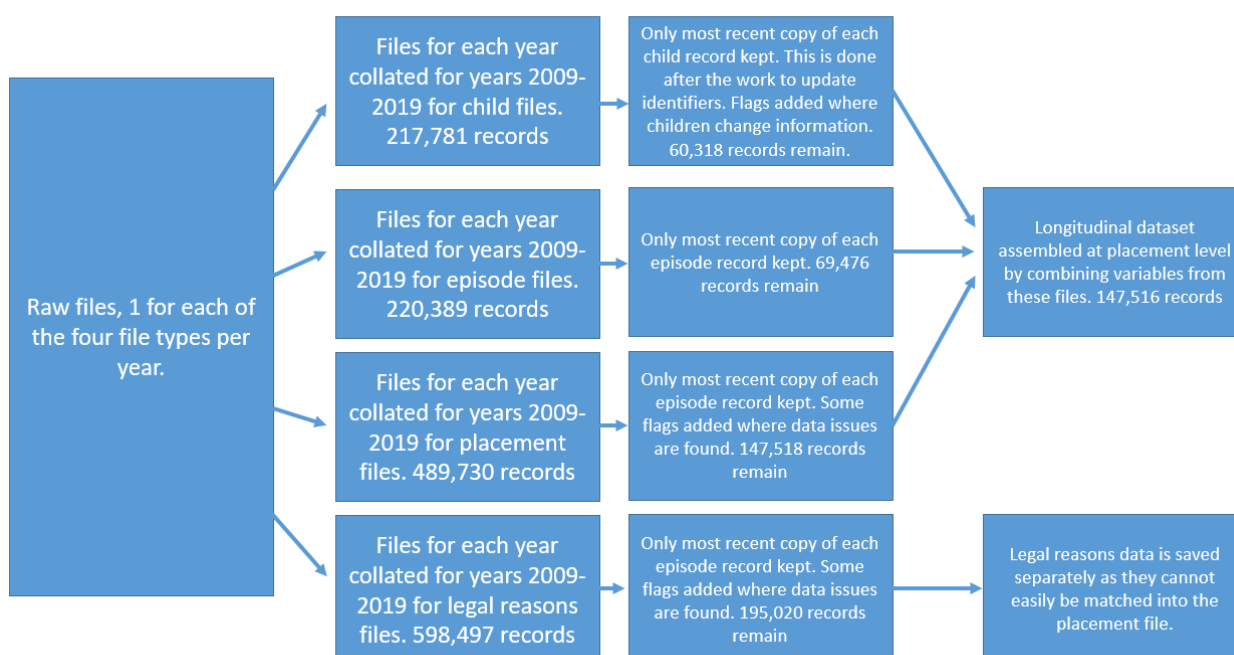 Raw files, 1 for each of
the four file types per
year.
Files for each year
collated for years 2009-
2019 for child files.
217,781 records
Only most recent copy of each
child record kept. This is done
after the work to update
identifiers. Flags added where
children change information.
60,318 records remain.
Files for each year
collated for years 2009-
2019 for episode files.
220,389 records
Only most recent copy of each
episode record kept. 69,476
records remain
Files for each year
collated for years 2009-
2019 for placement
files. 489,730 records
Only most recent copy of each
episode record kept. Some
flags added where data issues
are found. 147,518 records
remain
Longitudinal dataset
assembled at placement level
by combining variables from
these files. 147,516 records
Files for each year
collated for years 2009-
2019 for legal reasons
files. 598,497 records
Only most recent copy of each
episode record kept. Some
flags added where data issues
are found. 195,020 records
remain
Legal reasons data is saved
separately as they cannot
easily be matched into the
placement file.